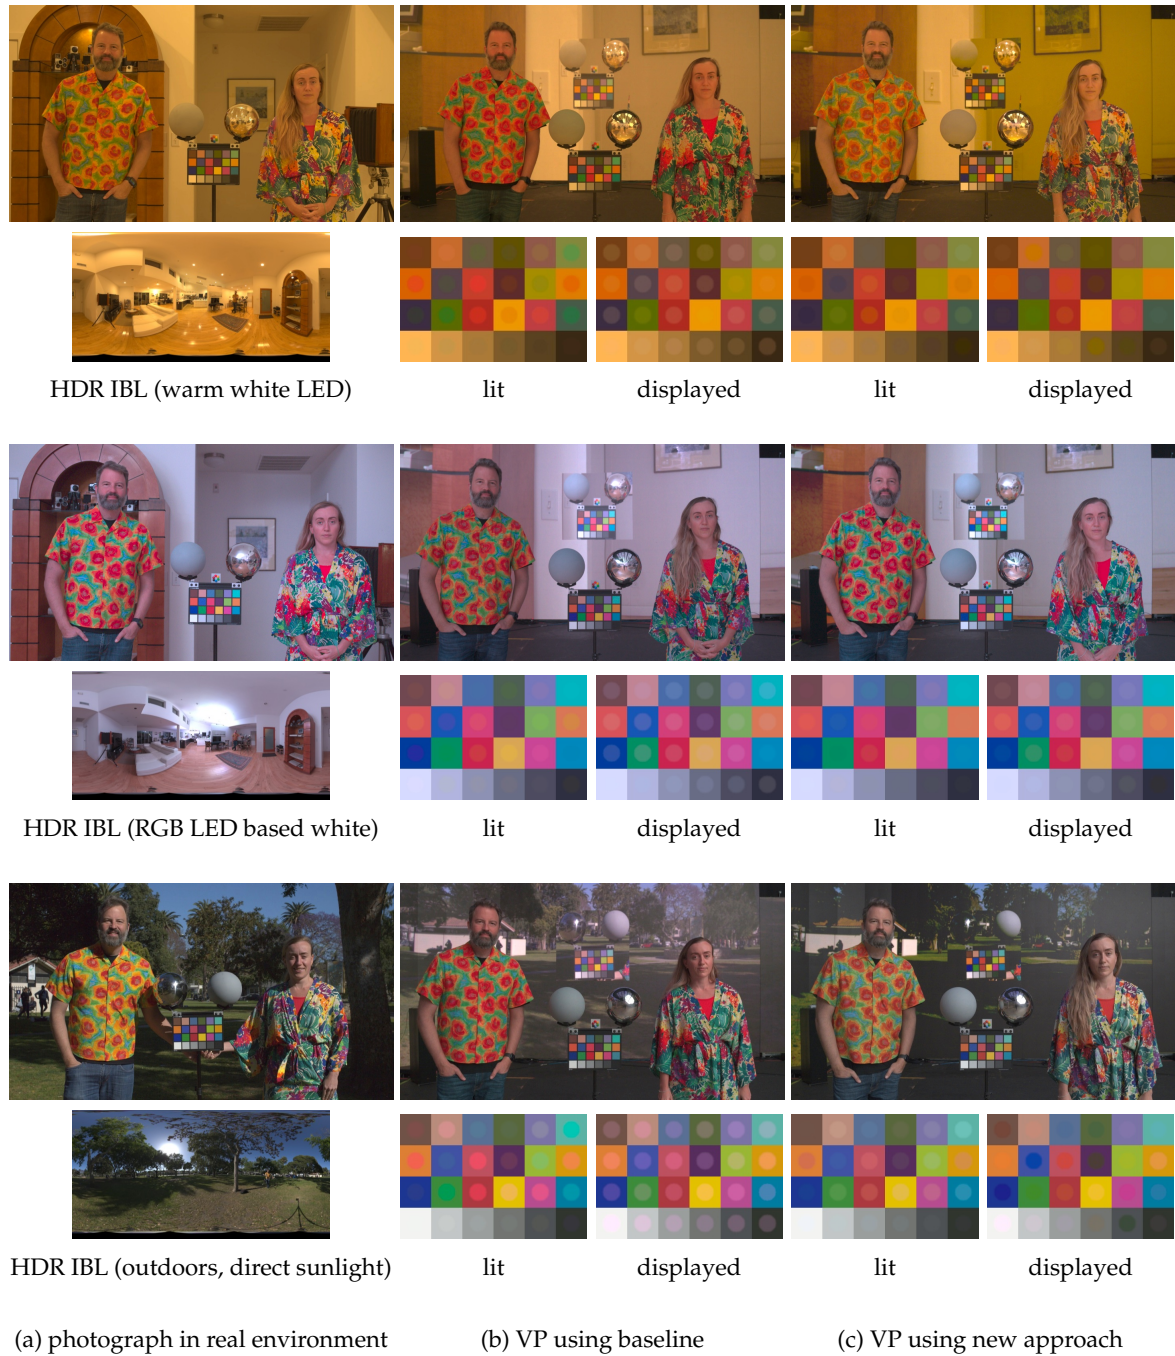 HDR IBL (warm white LED)
lit
displayed
lit
displayed
HDR IBL (RGB LED based white)
lit
displayed
lit
displayed
HDR IBL (outdoors, direct sunlight)
lit
displayed
lit
displayed
(a) photograph in real environment
(b) VP using baseline
(c) VP using new approach